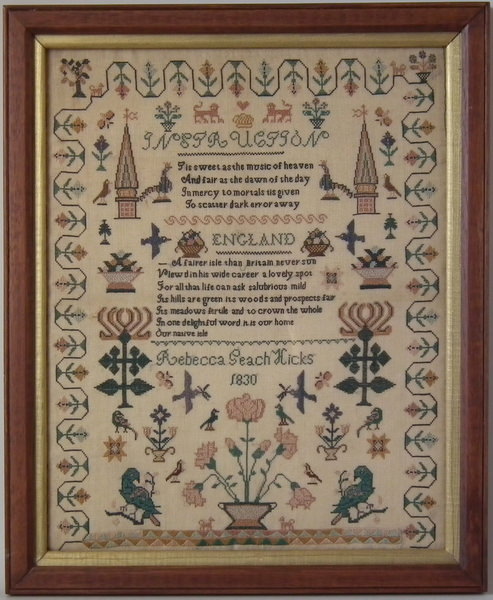 INSTRUCTION
Tis sweet as the music of heaven
And fair as the dawn of the day
In mercy to mortals tis given
To scatter dark error away
ENGLAND
A fairer isle than Britain never sun
View'd in his wide career a lovely spot
For all that life can ask salubrious mild
Its hills are green its woods and prospects fair
Its meadows fertile and to crown the whole
In one delightful word it is our home
Our native isle
Rebecca Peach Hicks
1830